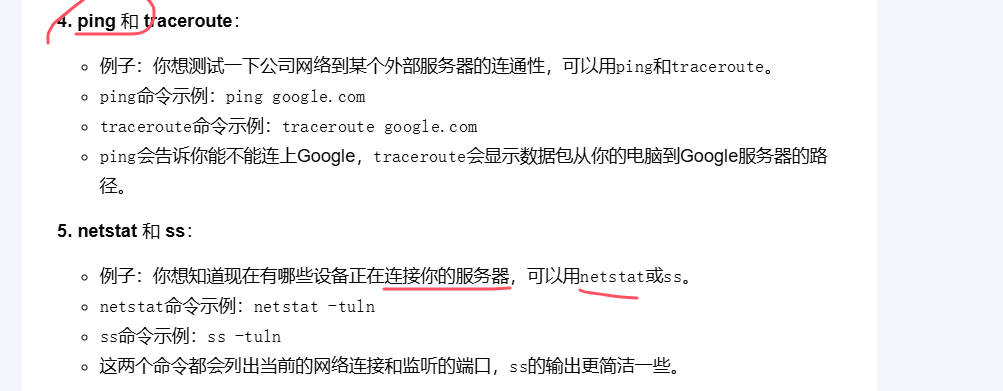 4. ping 和 traceroute：
例子：你想测试一下公司网络到某个外部服务器的连通性，可以用ping和traceroute。
ping命令示例：ping google.com
traceroute命令示例：traceroute google.com
ping会告诉你能不能连上Google，traceroute会显示数据包从你的电脑到Google服务器的路
径。
5. netstat 和 ss：
例子：你想知道现在有哪些设备正在连接你的服务器，可以用netstat或ss。
netstat命令示例：netstat -tuln
ss命令示例：ss -tuln
这两个命令都会列出当前的网络连接和监听的端口，ss的输出更简洁一些。